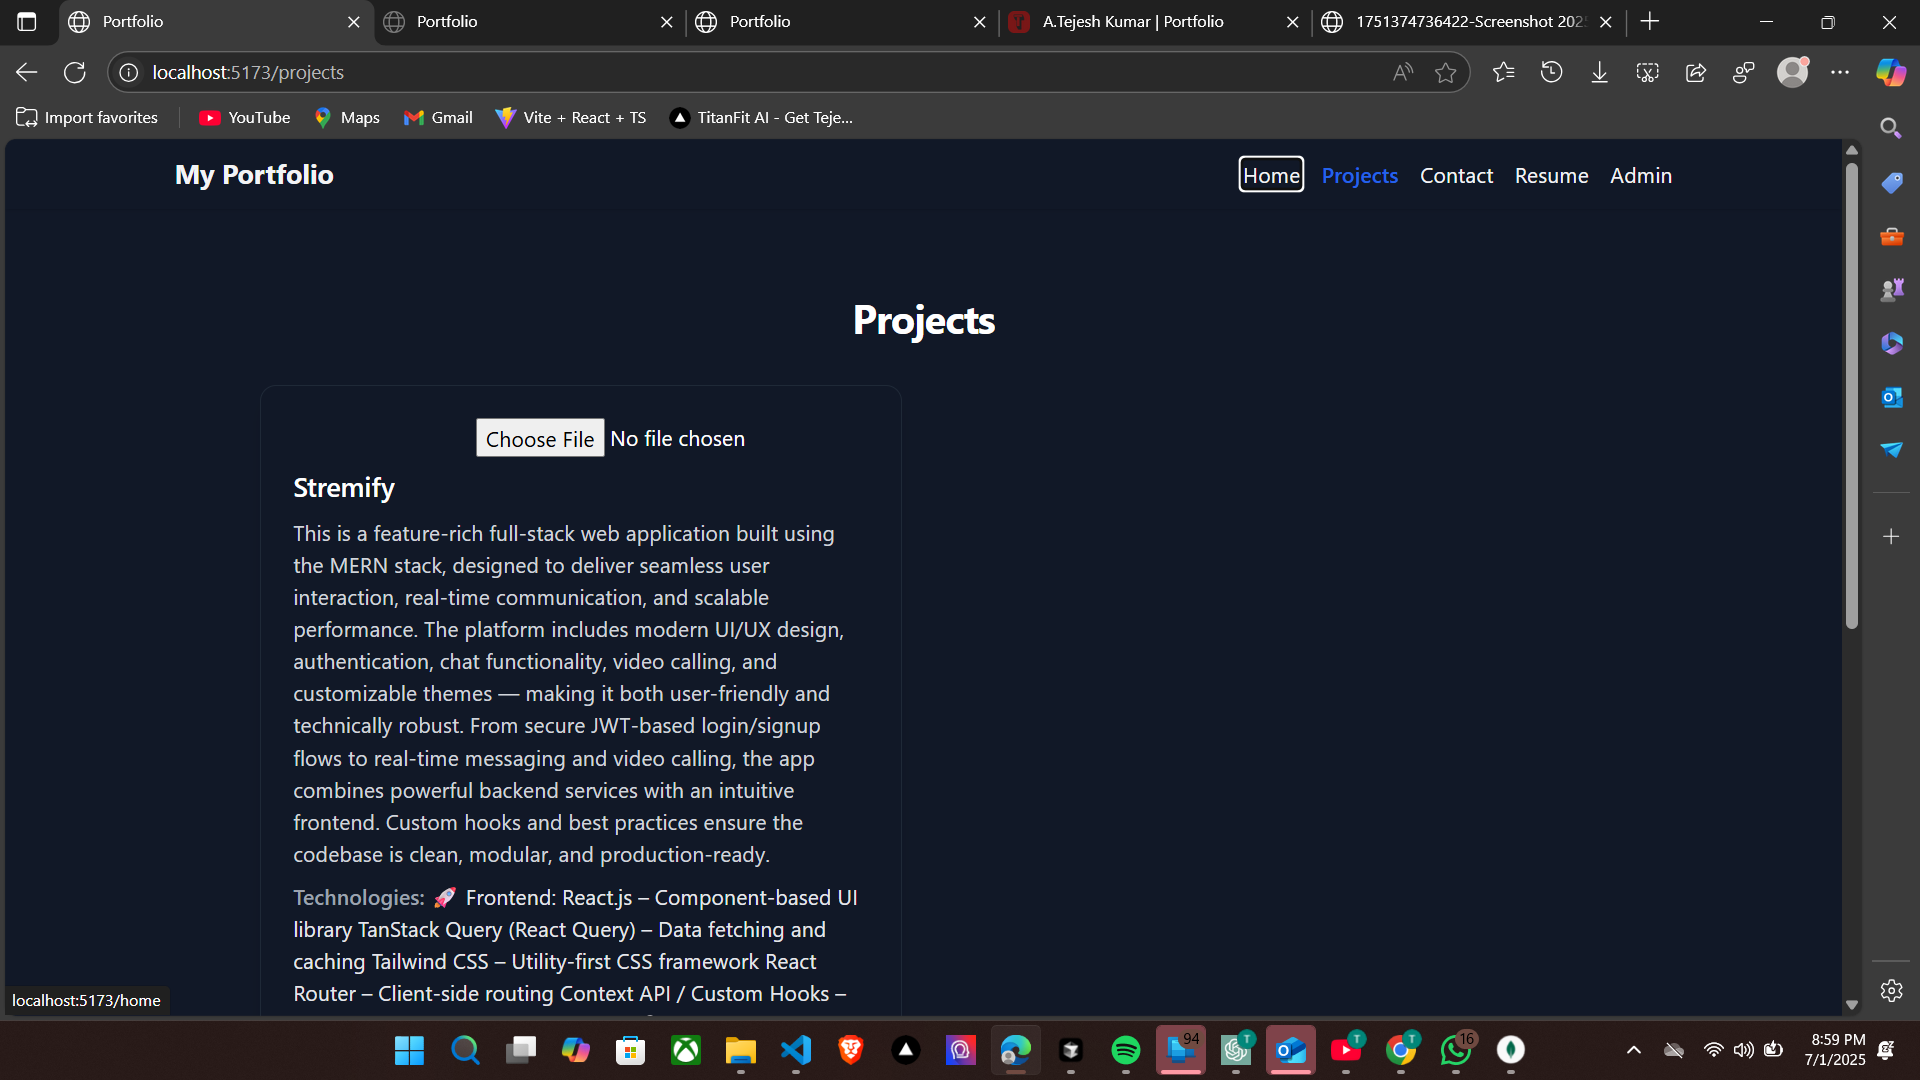 Portfolio
Portfolio
Portfolio
A.Tejesh Kumar | Portfolio
1751374736422-Screenshot 202
localhost:5173/projects
Import favorites
YouTube
Maps
Gmail
Vite + React + TS
TitanFit AI - Get Teje...
My Portfolio
Home Projects Contact Resume Admin
Projects
Choose File No file chosen
Stremify
This is a feature-rich full-stack web application built using
the MERN stack, designed to deliver seamless user
interaction, real-time communication, and scalable
performance. The platform includes modern UI/UX design,
authentication, chat functionality, video calling, and
customizable themes — making it both user-friendly and
technically robust. From secure JWT-based login/signup
flows to real-time messaging and video calling, the app
combines powerful backend services with an intuitive
frontend. Custom hooks and best practices ensure the
codebase is clean, modular, and production-ready.
Technologies: 🚀 Frontend: React.js – Component-based UI
library TanStack Query (React Query) – Data fetching and
caching Tailwind CSS – Utility-first CSS framework React
Router – Client-side routing Context API / Custom Hooks –
localhost:5173/home
94
T
T
T
16
8:59 PM
7/1/2025